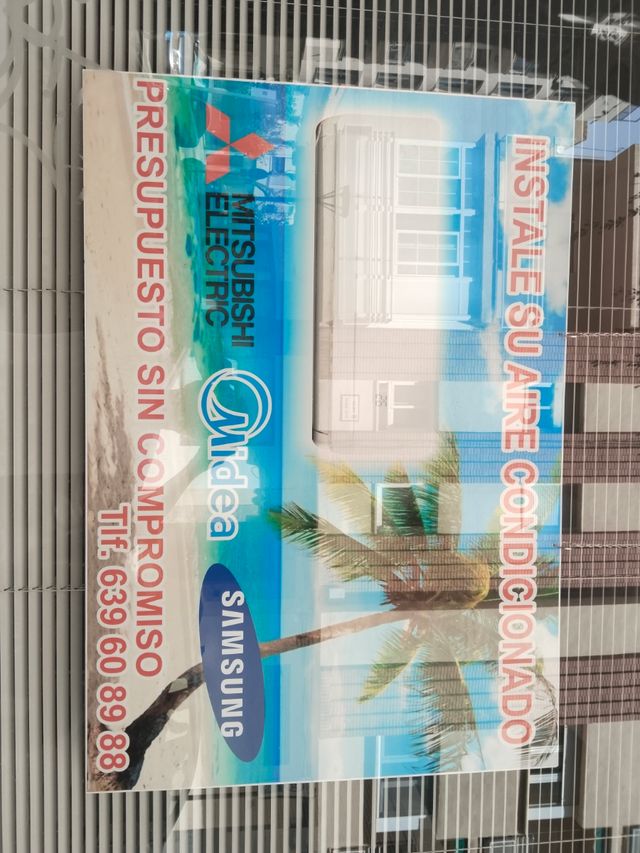 INSTALE SU AIRE CONDICIONADO
MITSUBISHI
ELECTRIC
Midea
SAMSUNG
PRESUPUESTO SIN COMPROMISO
Tlf. 639 60 89 88